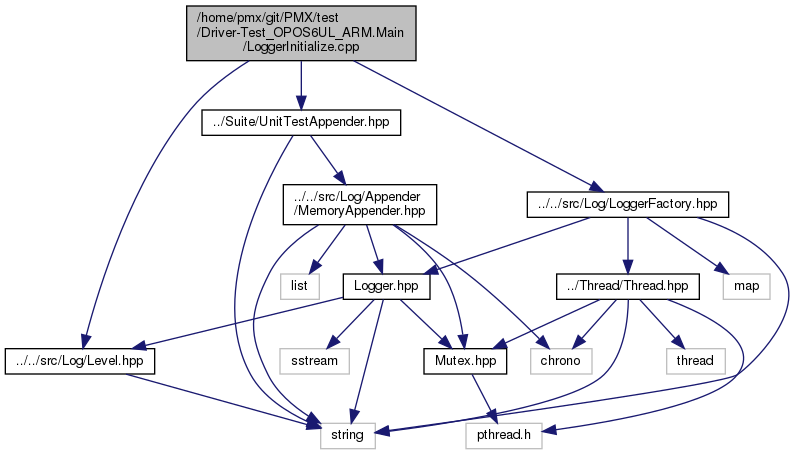 /home/pmx/git/PMX/test
/Driver-Test_OPOS6UL_ARM.Main
/LoggerInitialize.cpp
../Suite/UnitTestAppender.hpp
../../src/Log/Appender
/MemoryAppender.hpp
../../src/Log/LoggerFactory.hpp
list
Logger.hpp
../Thread/Thread.hpp
map
../../src/Log/Level.hpp
sstream
Mutex.hpp
chrono
thread
string
pthread.h